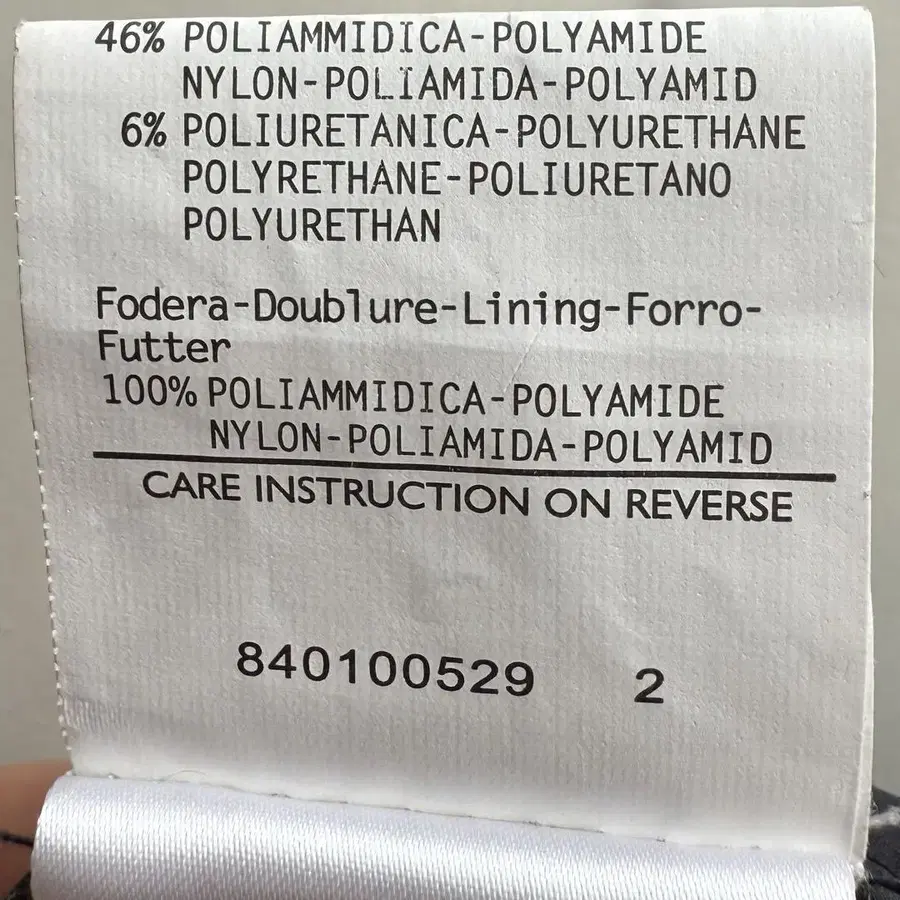 46% POLIAMMIDICA-POLYAMIDE
NYLON-POLIAMIDA-POLYAMID
6% POLIURETANICA-POLYURETHANE
POLYRETHANE-POLIURETANO
POLYURETHAN
Fodera-Doublure-Lining-Forro-
Futter
100% POLIAMMIDICA-POLYAMIDE
NYLON-POLIAMIDA-POLYAMID
CARE INSTRUCTION ON REVERSE
840100529 2